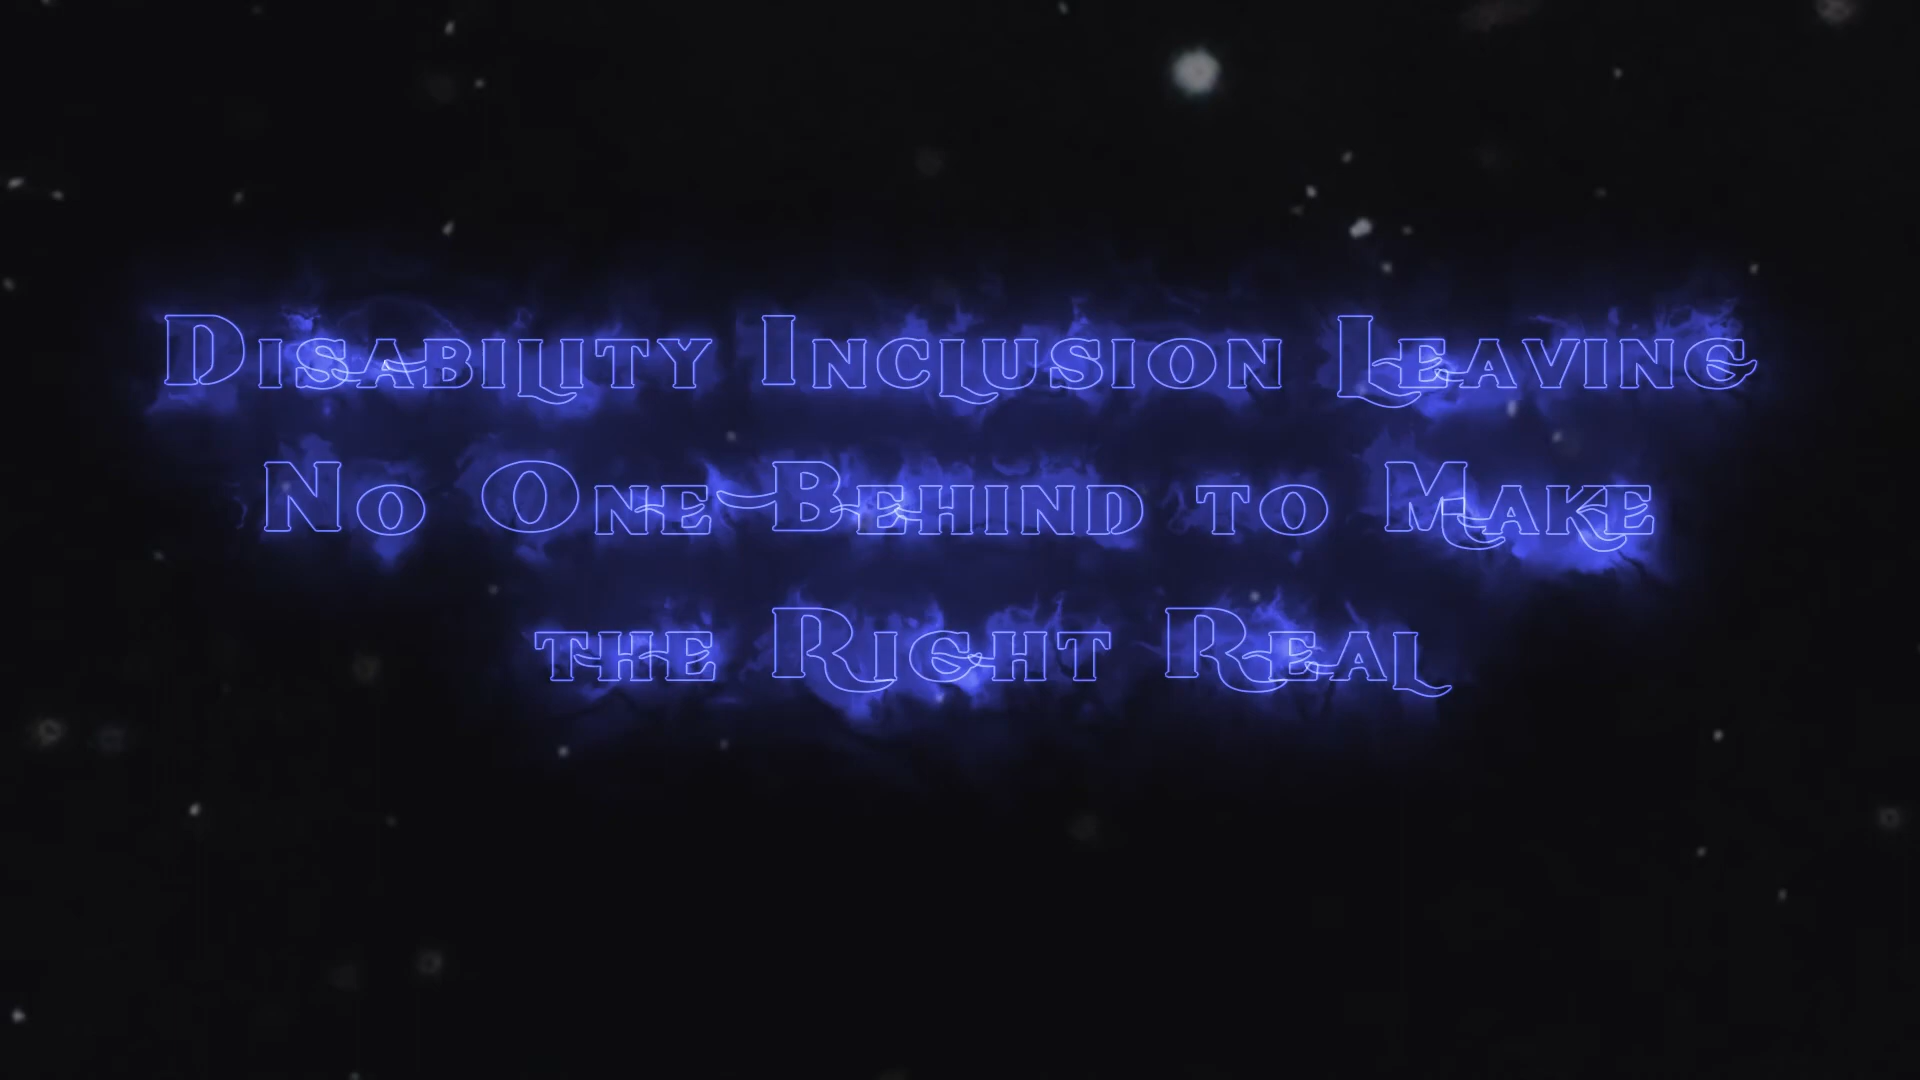 Disability Inclusion Leaving
No One Behind to Make
the Right Real